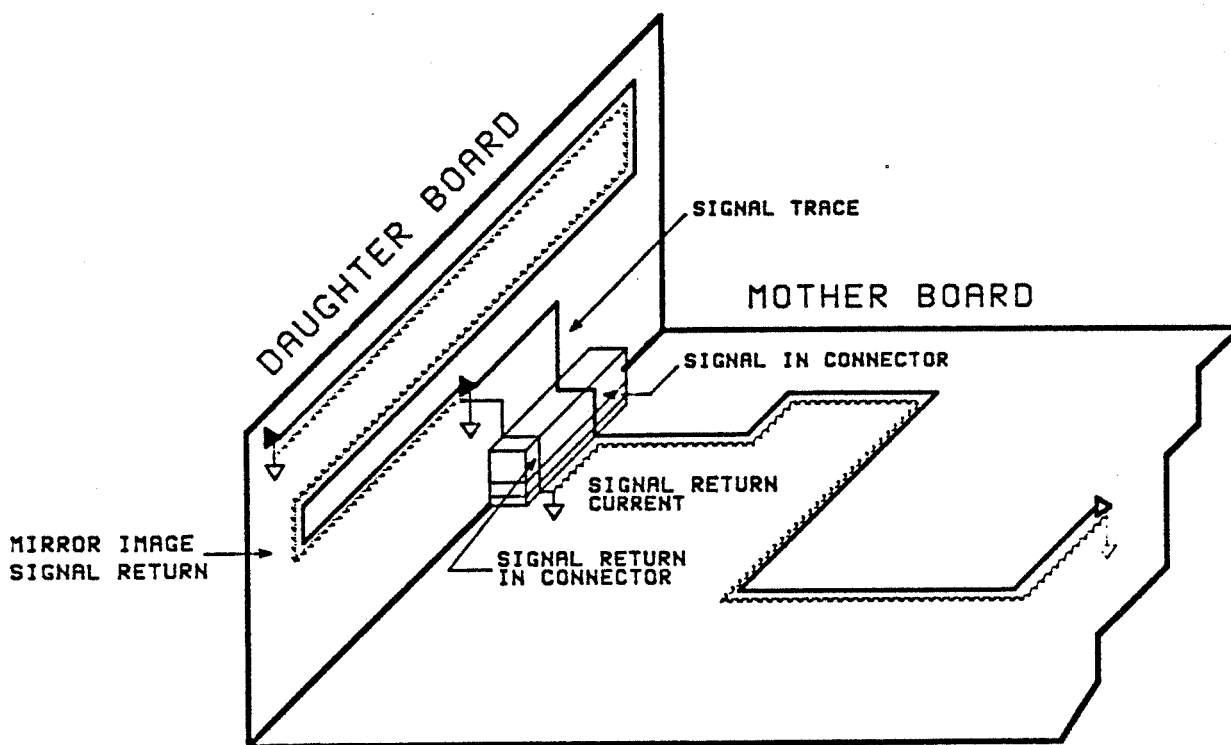 DAUGHTER BOARD
SIGNAL TRACE
MOTHER BOARD
SIGNAL IN CONNECTOR
SIGNAL RETURN
CURRENT
MIRROR IMAGE
SIGNAL RETURN
SIGNAL RETURN
IN CONNECTOR